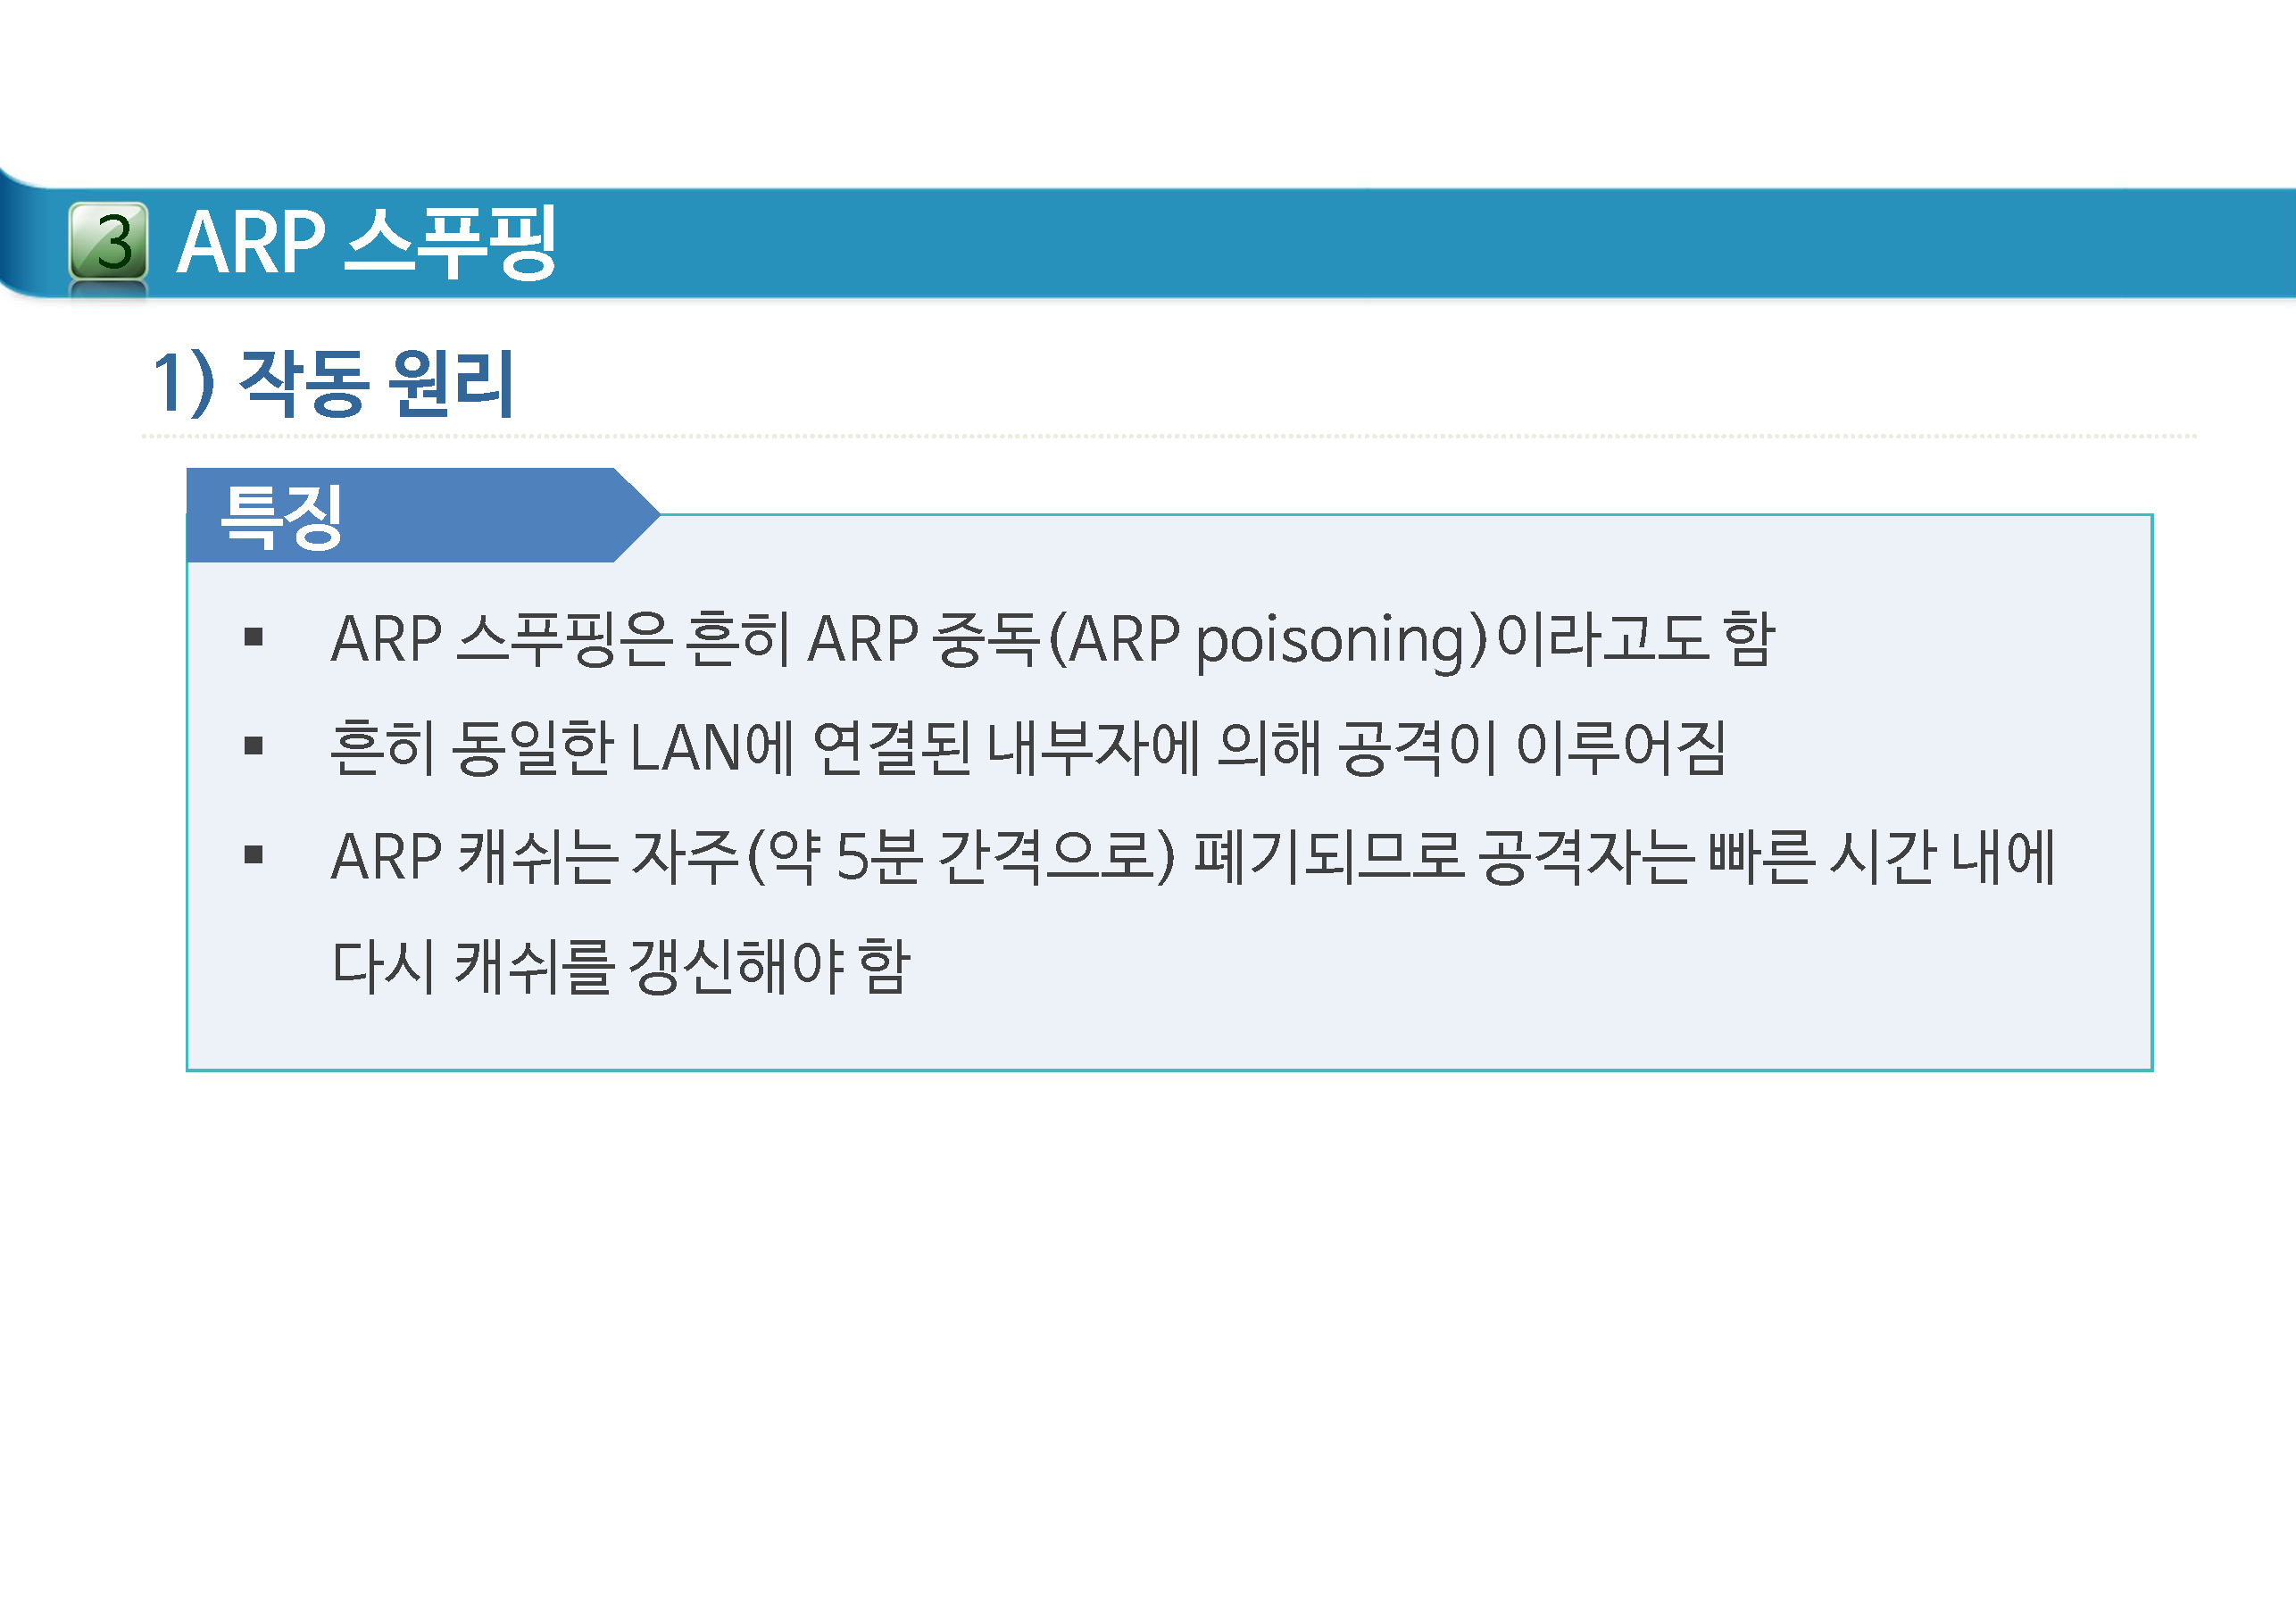 3 ARP 스푸핑
1) 작동 원리
특징
▪ ARP 스푸핑은 흔히 ARP 중독(ARP poisoning)이라고도 함
▪ 흔히 동일한 LAN에 연결된 내부자에 의해 공격이 이루어짐
▪ ARP 캐쉬는 자주(약 5분 간격으로) 폐기되므로 공격자는 빠른 시간 내에
다시 캐쉬를 갱신해야 함